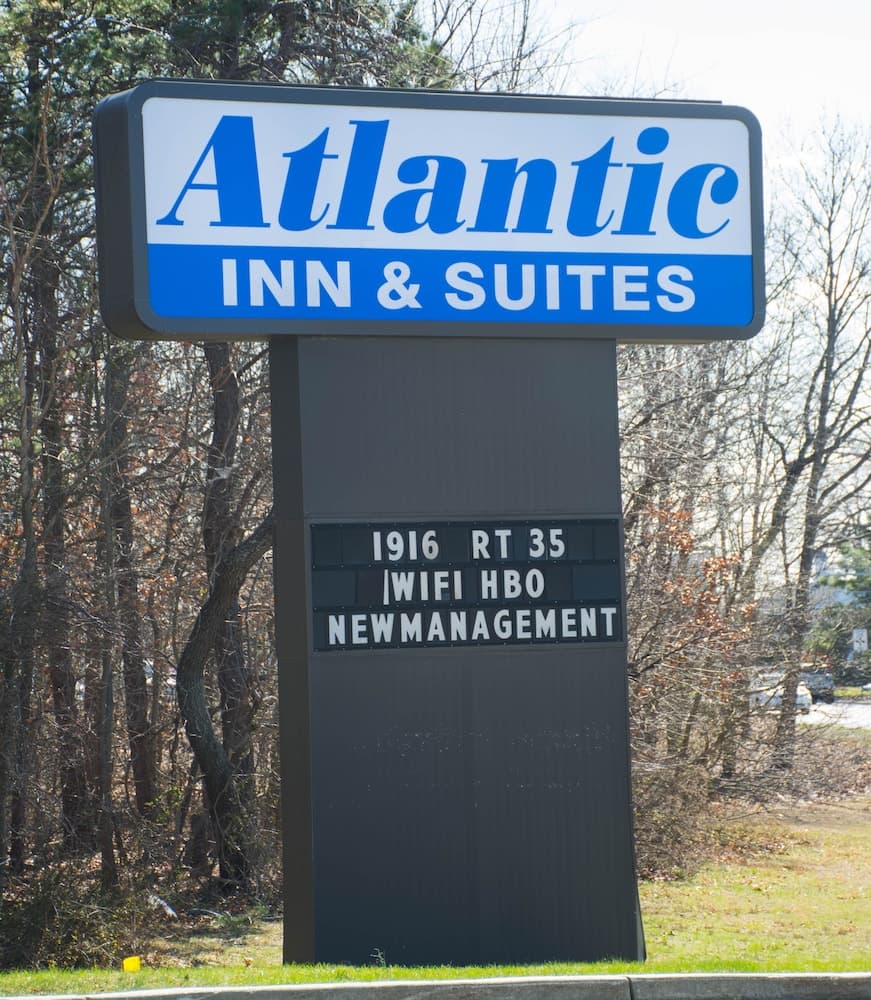 Atlantic
INN & SUITES
1916 RT 35
/WIFI HBO
NEWMANAGEMENT